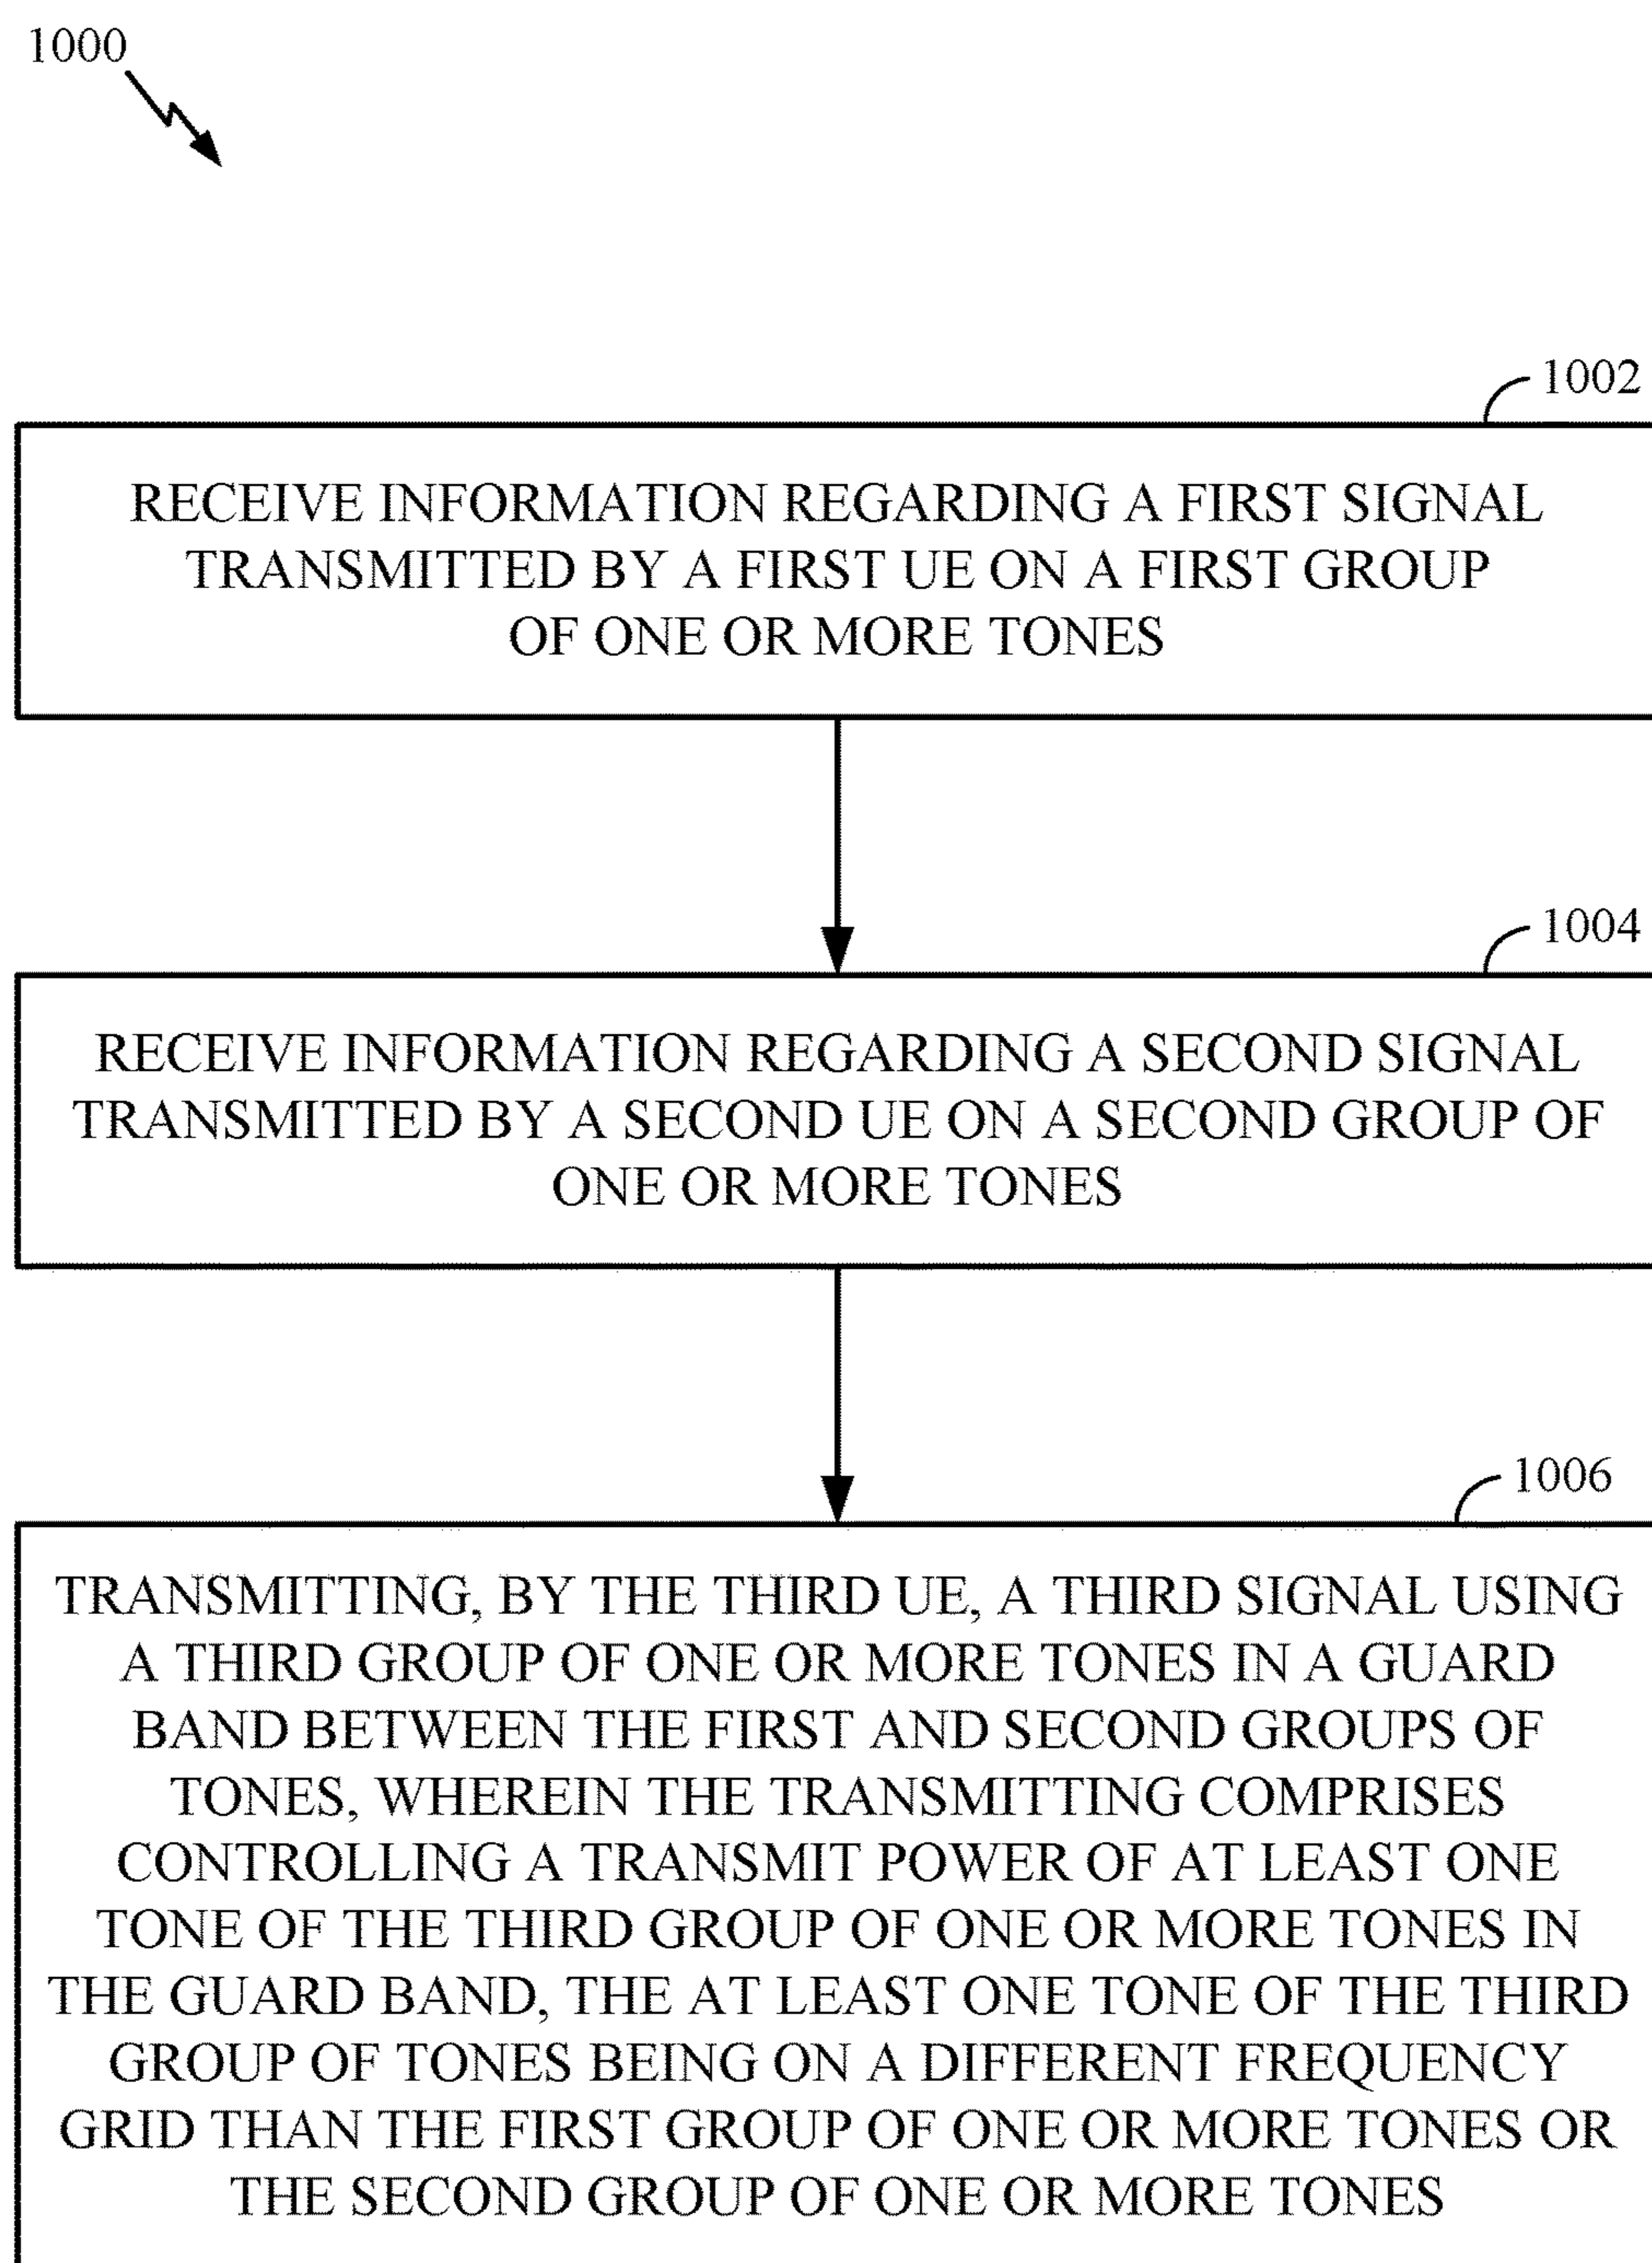 1000
1002
RECEIVE INFORMATION REGARDING A FIRST SIGNAL
TRANSMITTED BY A FIRST UE ON A FIRST GROUP
OF ONE OR MORE TONES
1004
RECEIVE INFORMATION REGARDING A SECOND SIGNAL
TRANSMITTED BY A SECOND UE ON A SECOND GROUP OF
ONE OR MORE TONES
1006
TRANSMITTING, BY THE THIRD UE, A THIRD SIGNAL USING
A THIRD GROUP OF ONE OR MORE TONES IN A GUARD
BAND BETWEEN THE FIRST AND SECOND GROUPS OF
TONES, WHEREIN THE TRANSMITTING COMPRISES
CONTROLLING A TRANSMIT POWER OF AT LEAST ONE
TONE OF THE THIRD GROUP OF ONE OR MORE TONES IN
THE GUARD BAND, THE AT LEAST ONE TONE OF THE THIRD
GROUP OF TONES BEING ON A DIFFERENT FREQUENCY
GRID THAN THE FIRST GROUP OF ONE OR MORE TONES OR
THE SECOND GROUP OF ONE OR MORE TONES